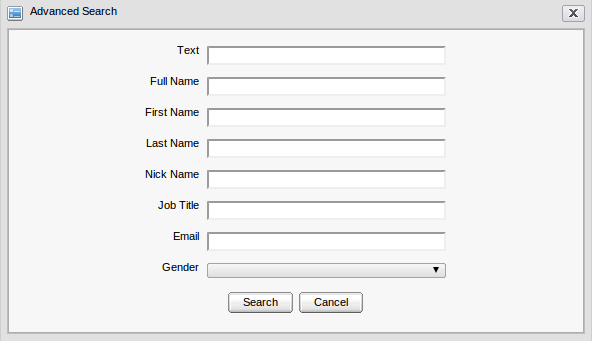 Advanced Search
Text
Full Name
First Name
Last Name
Nick Name
Job Title
Email
Gender
Search Cancel